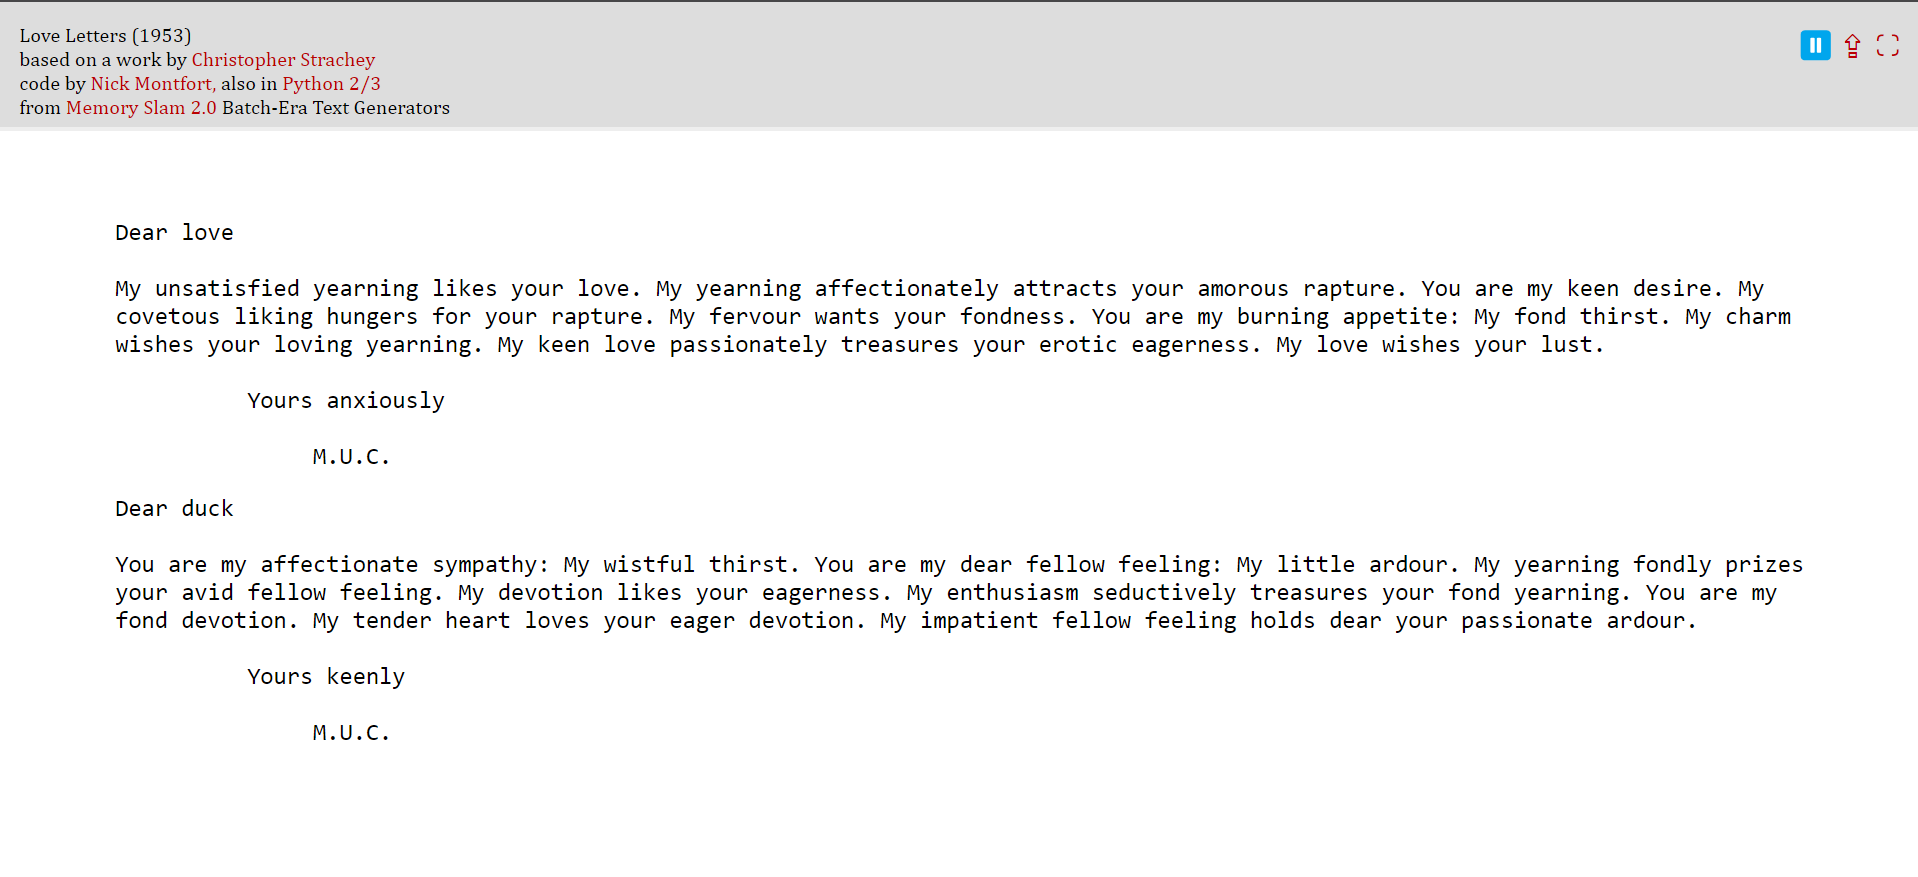 Love Letters (1953)
based on a work by Christopher Strachey
code by Nick Montfort, also in Python 2/3
from Memory Slam 2.0 Batch-Era Text Generators
Dear love
My unsatisfied yearning likes your love. My yearning affectionately attracts your amorous rapture. You are my keen desire. My
covetous liking hungers for your rapture. My fervour wants your fondness. You are my burning appetite: My fond thirst. My charm
wishes your loving yearning. My keen love passionately treasures your erotic eagerness. My love wishes your lust.
Yours anxiously
M.U.C.
Dear duck
You are my affectionate sympathy: My wistful thirst. You are my dear fellow feeling: My little ardour. My yearning fondly prizes
your avid fellow feeling. My devotion likes your eagerness. My enthusiasm seductively treasures your fond yearning. You are my
fond devotion. My tender heart loves your eager devotion. My impatient fellow feeling holds dear your passionate ardour.
Yours keenly
M.U.C.